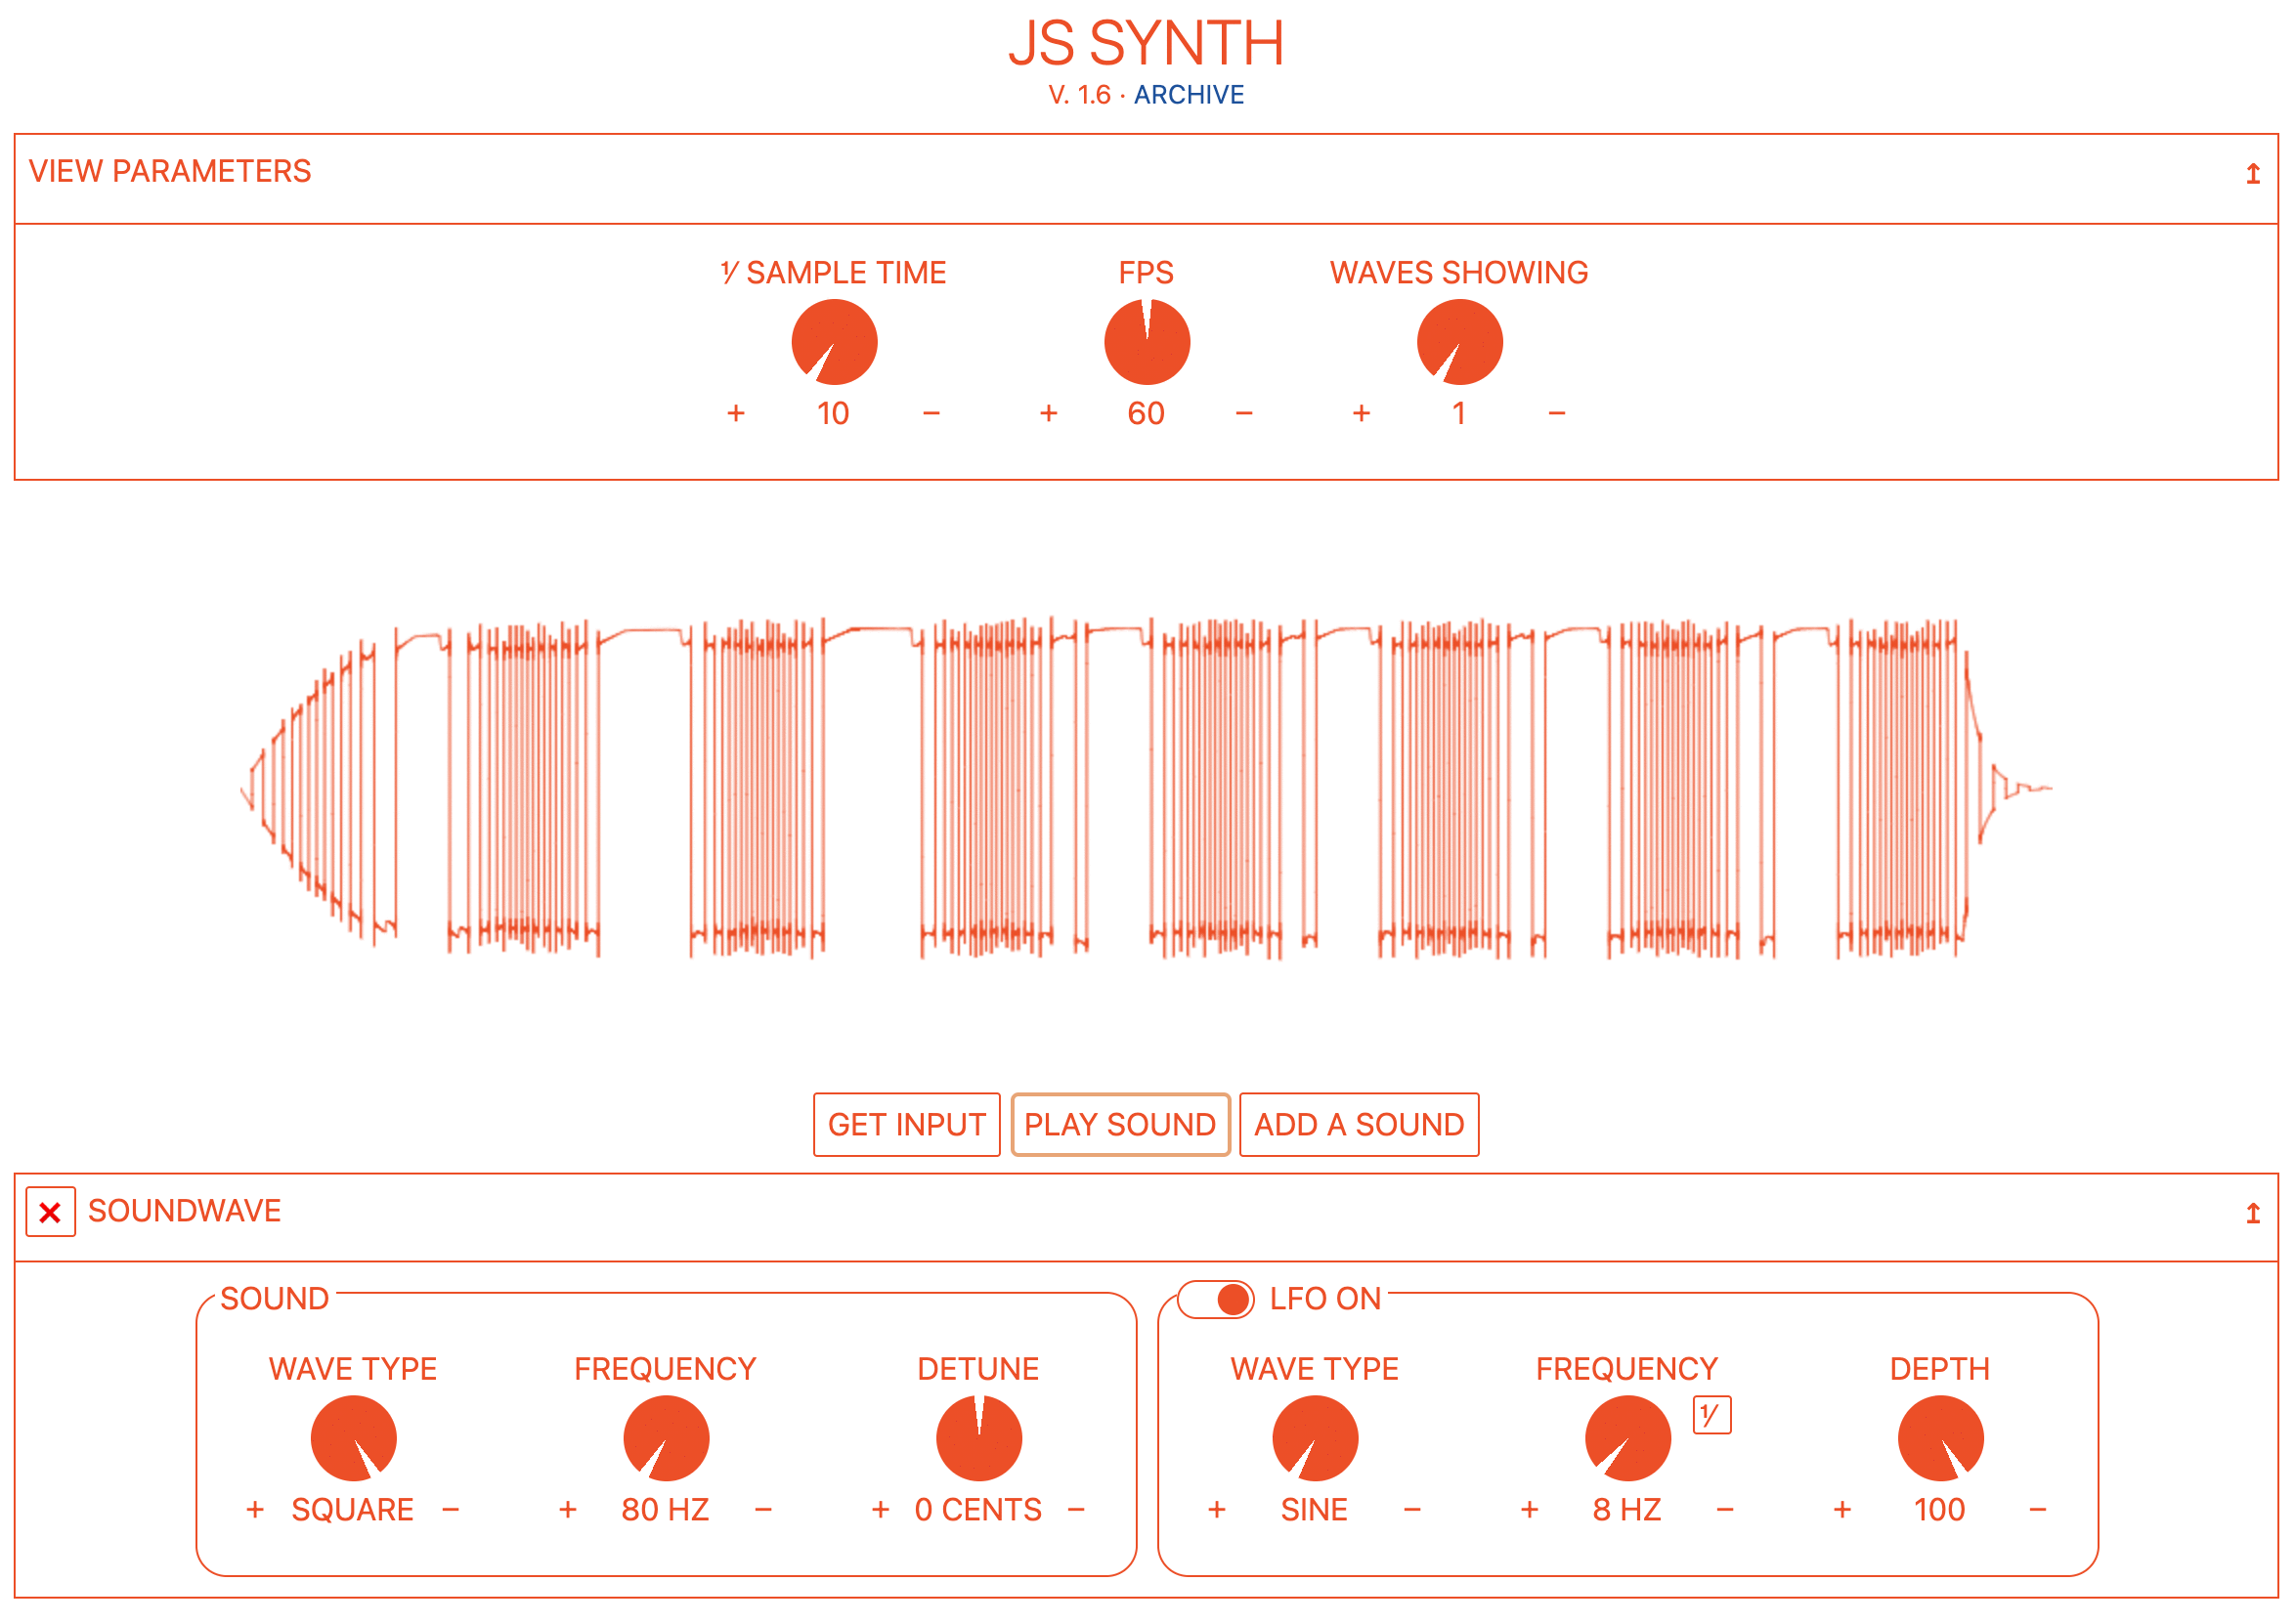 JS SYNTH
V. 1.6 · ARCHIVE
VIEW PARAMETERS ↥
⅟ SAMPLE TIME FPS WAVES SHOWING
+ 10 − + 60 − + 1 −
GET INPUT PLAY SOUND ADD A SOUND
× SOUNDWAVE ↥
SOUND LFO ON
WAVE TYPE FREQUENCY DETUNE WAVE TYPE FREQUENCY DEPTH
⅟
+ SQUARE − + 80 HZ − + 0 CENTS − + SINE − + 8 HZ − + 100 −